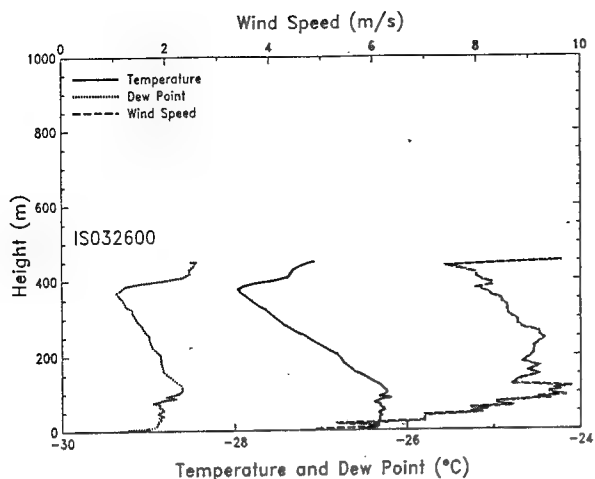 Wind Speed (m/s)
0 2 4 6 8 10
1000
Temperature
Dew Point
Wind Speed
800
600
IS032600
400
200
0
Height (m)
-30 -28 -26 -24
Temperature and Dew Point (°C)